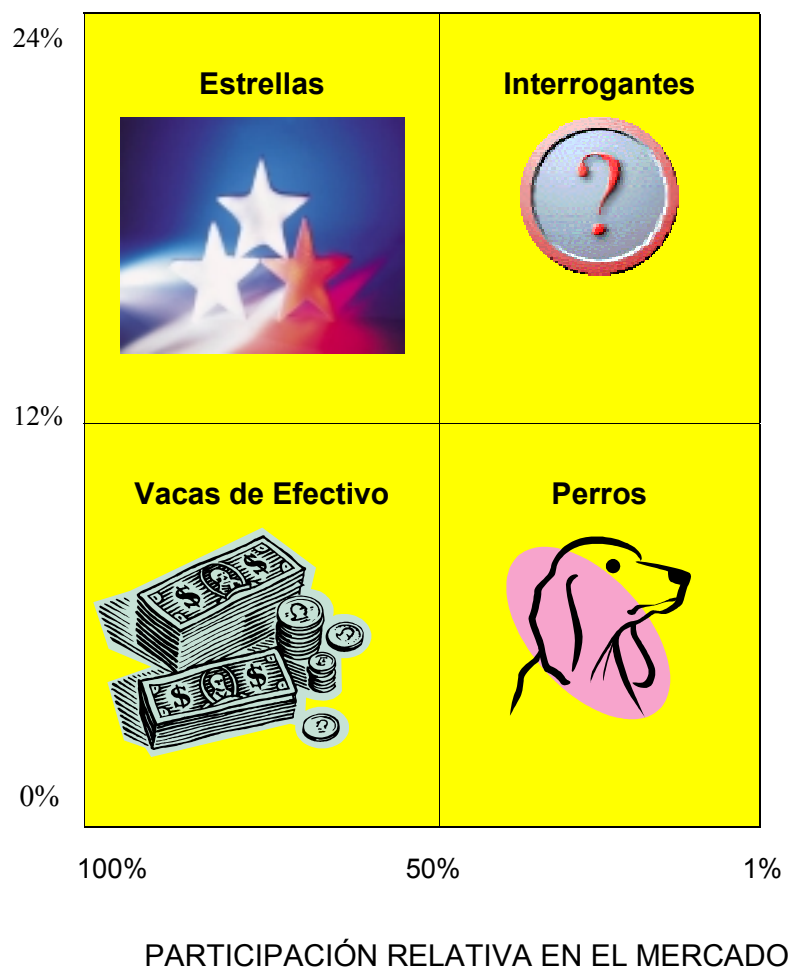 24%
Estrellas Interrogantes
?
12%
Vacas de Efectivo Perros
$ $
$ $
0%
100% 50% 1%
PARTICIPACIÓN RELATIVA EN EL MERCADO